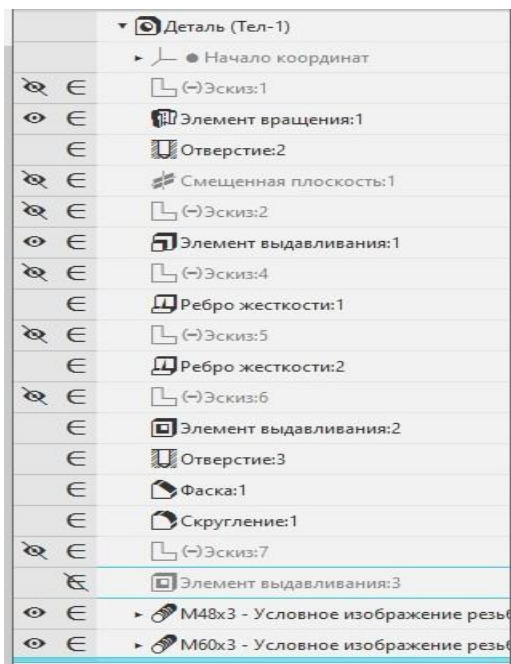 Деталь (Тел-1)
Начало координат
(-)Эскиз:1
Элемент вращения:1
Отверстие:2
Смещенная плоскость:1
(-)Эскиз:2
Элемент выдавливания:1
(-)Эскиз:4
Ребро жесткости:1
(-)Эскиз:5
Ребро жесткости:2
(-)Эскиз:6
Элемент выдавливания:2
Отверстие:3
Фаска:1
Скругление:1
(-)Эскиз:7
Элемент выдавливания:3
М48х3 - Условное изображение резьб
М60х3 - Условное изображение резьб